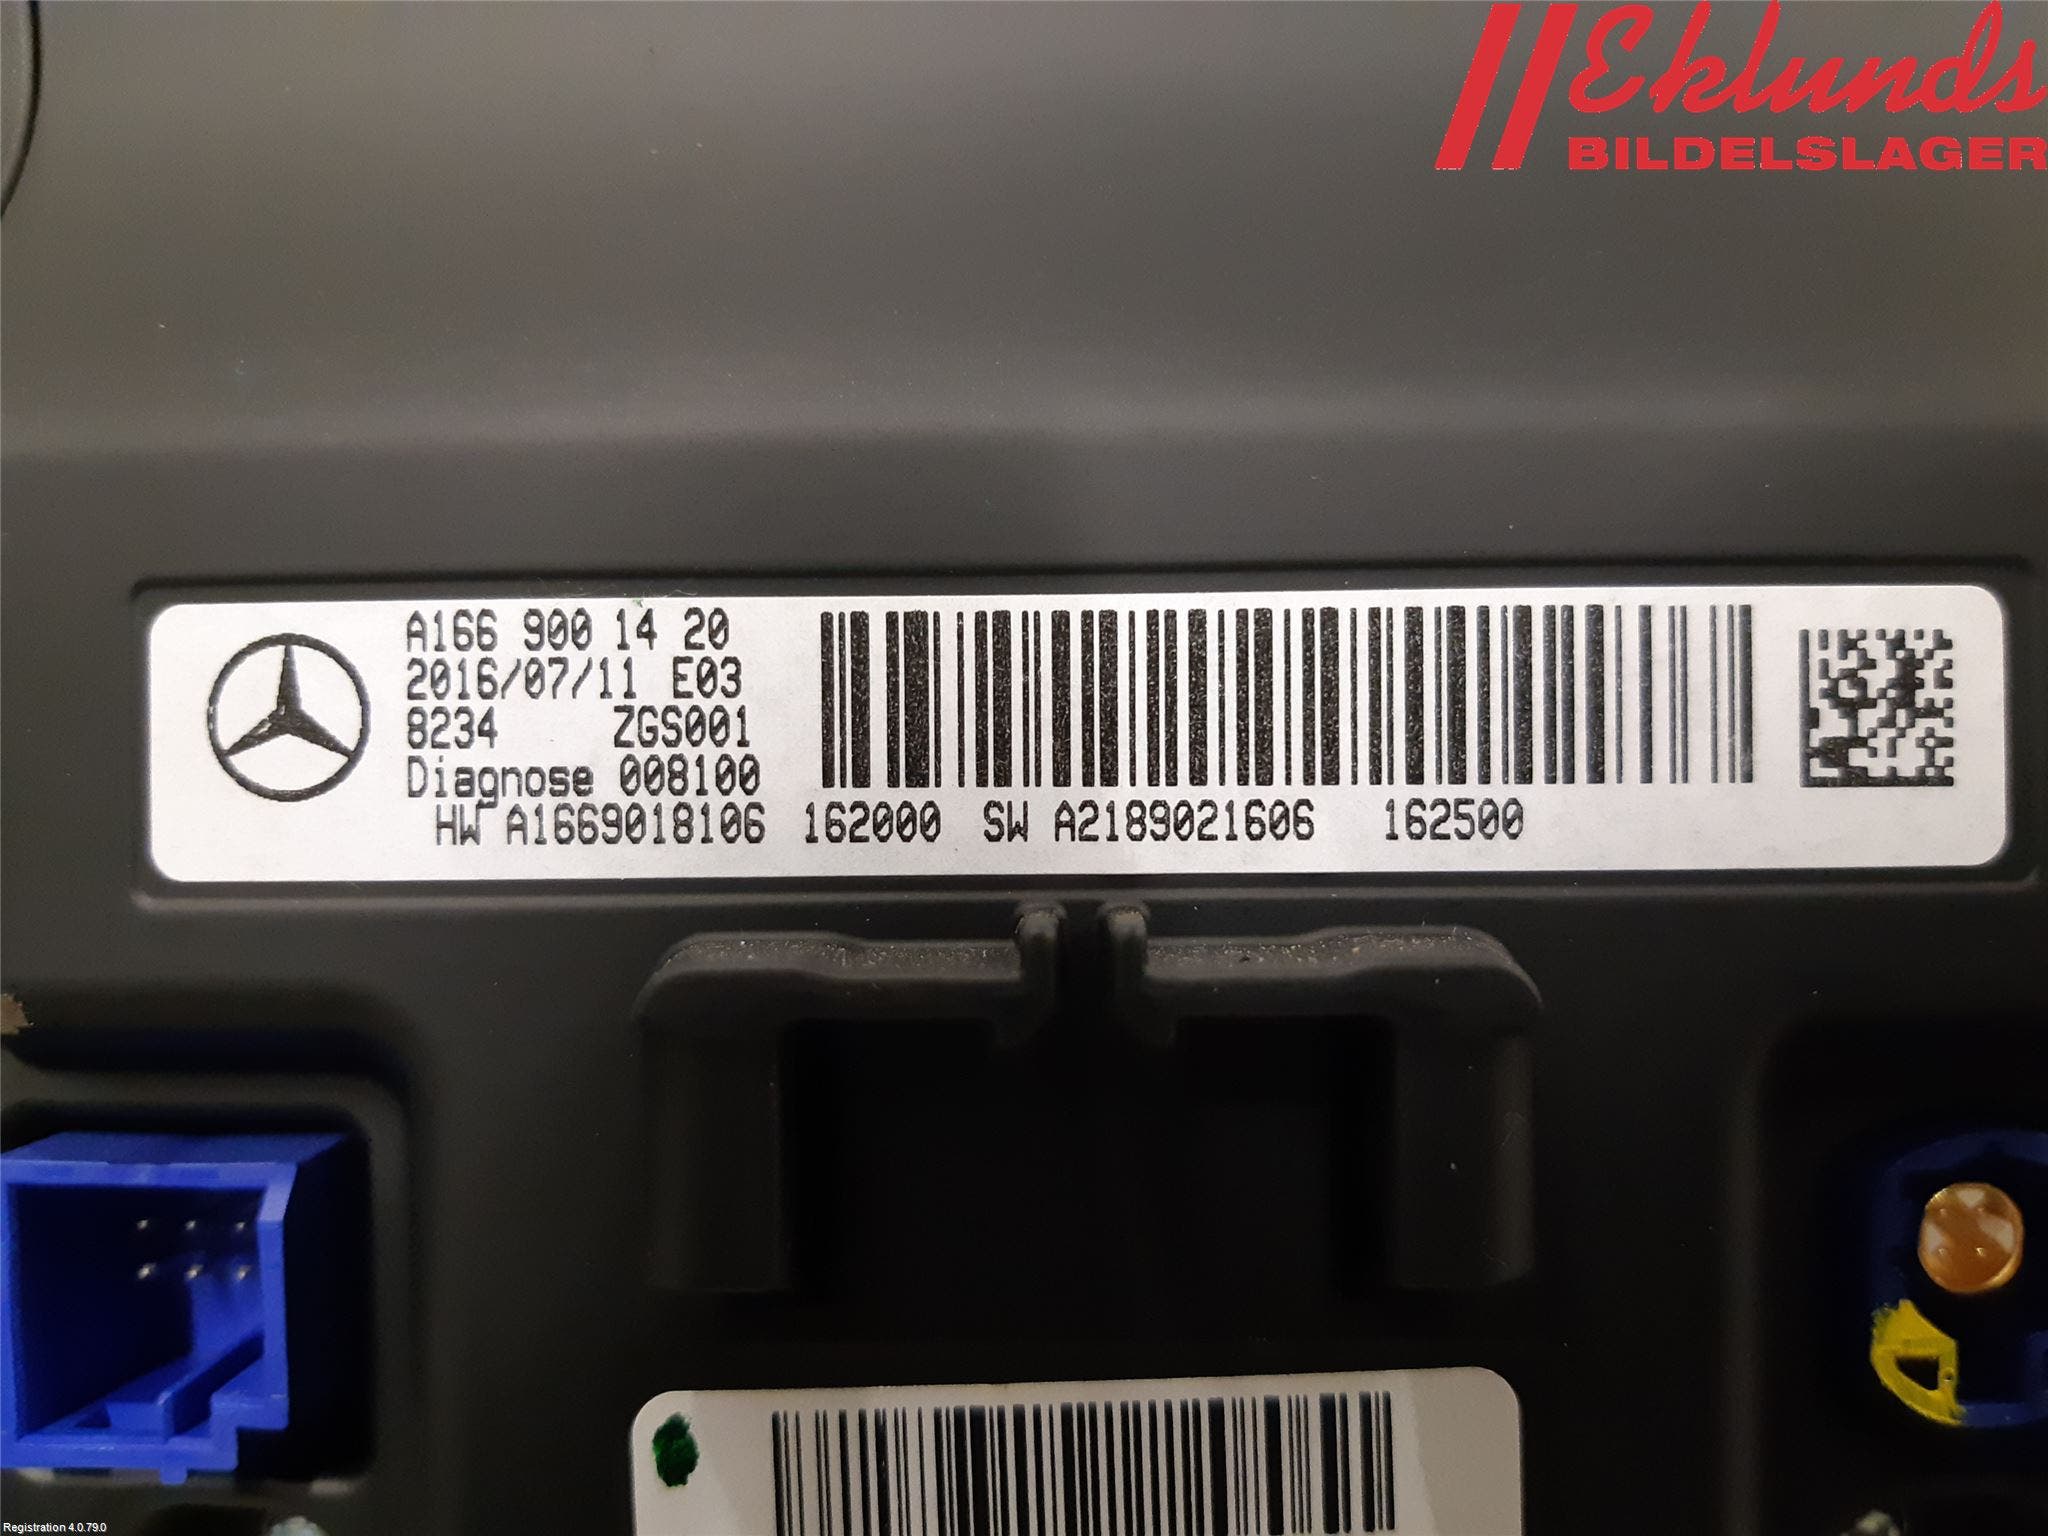 Eklunds
BILDELSLAGER
A166 900 14 20
2016/07/11 E03
8234 ZGS001
Diagnose 008100
HW A1669018106 162000 SW A2189021606 162500
Registration 4.0.79.0